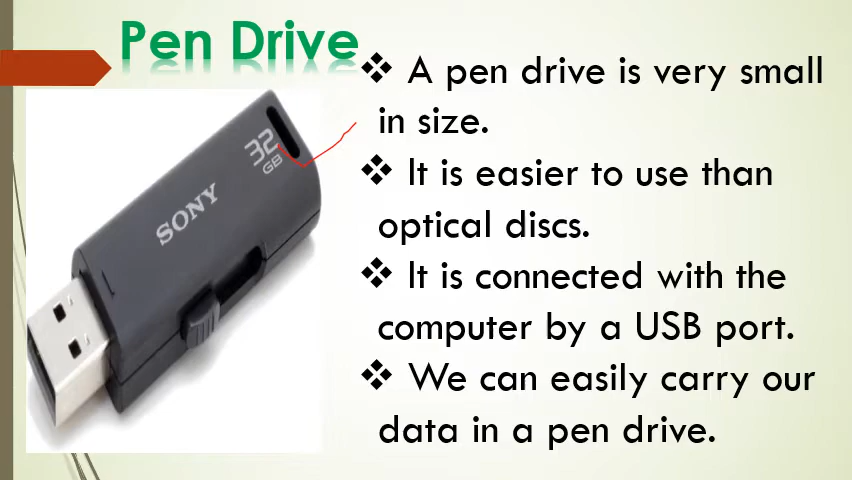 Pen Drive
❖ A pen drive is very small
in size.
❖ It is easier to use than
optical discs.
❖ It is connected with the
computer by a USB port.
❖ We can easily carry our
data in a pen drive.
32
GB
SONY